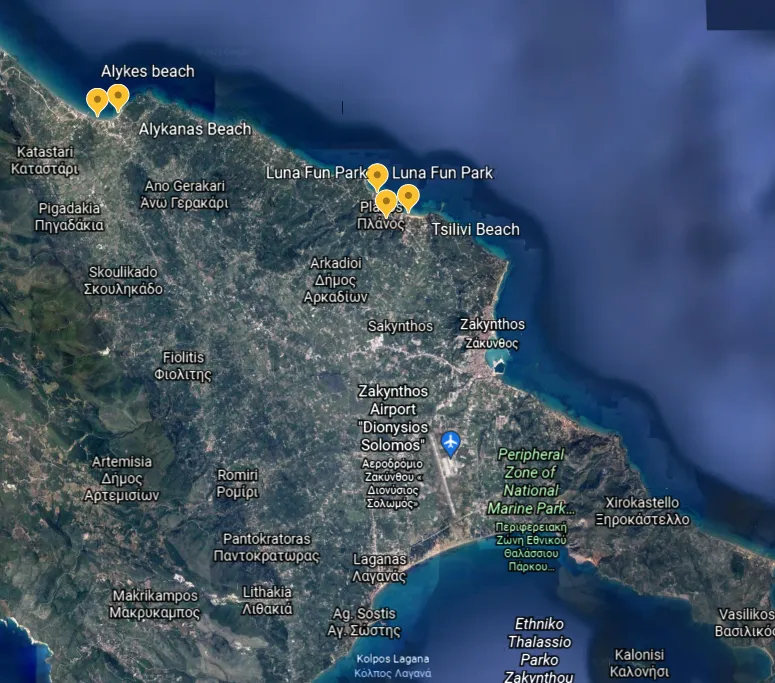 Alykes beach
Alykanas Beach
Katastari
Καταστάρι
Ano Gerakari
Άνω Γερακάρι
Luna Fun Park
Luna Fun Park
Pigadakia
Πηγαδάκια
Πλάνος
Tsilivi Beach
Skoulikado
Σκουληκάδο
Arkadioi
Δήμος
Αρκαδίων
Sakynthos
Zakynthos
Ζάκυνθος
Fiolitis
Φιολιτης
Zakynthos
Airport
"Dionysios
Solomos"
Αεροδρόμιο
Ζακύνθου «
Διονύσιος
Σολωμός»
Peripheral
Zone of
National
Marine Park...
Περιφερειακή
Ζώνη Εθνικού
Θαλάσσιου
Πάρκου...
Artemisia
Δήμος
Αρτεμισίων
Romiri
Ρομίρι
Xirokastello
Ξηροκάστελλο
Pantokratoras
Παντοκρατωρας
Laganas
Λαγανάς
Makrikampos
Μακρυκαμπος
Lithakia
Λιθακιά
Ag. Sostis
Αγ. Σώστης
Vasilikos
Βασιλικός
Ethniko
Thalassio
Parko
Zakynthou
Kalonisi
Καλονήσι
Kolpos Lagana
Κόλπος Λαγανά